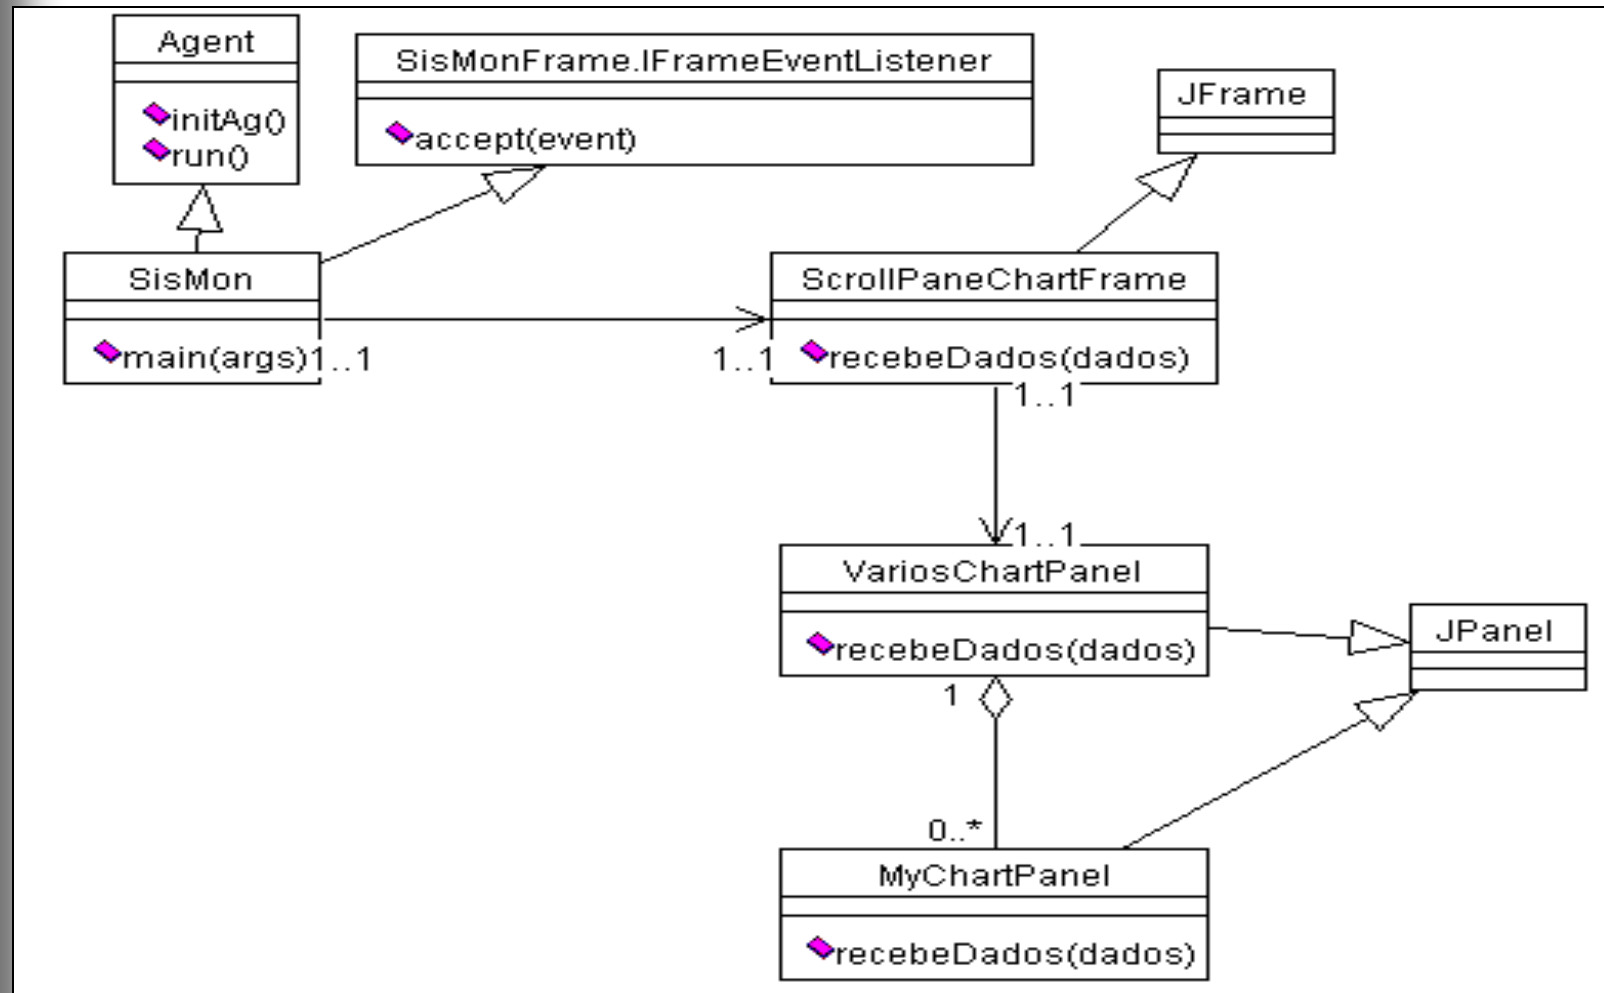 Agent
initAg()
run()
SisMonFrame.IFrameEventListener
accept(event)
JFrame
SisMon
main(args)
1..1
1..1
ScrollPaneChartFrame
recebeDados(dados)
1..1
1..1
VariosChartPanel
recebeDados(dados)
JPanel
1
0..*
MyChartPanel
recebeDados(dados)